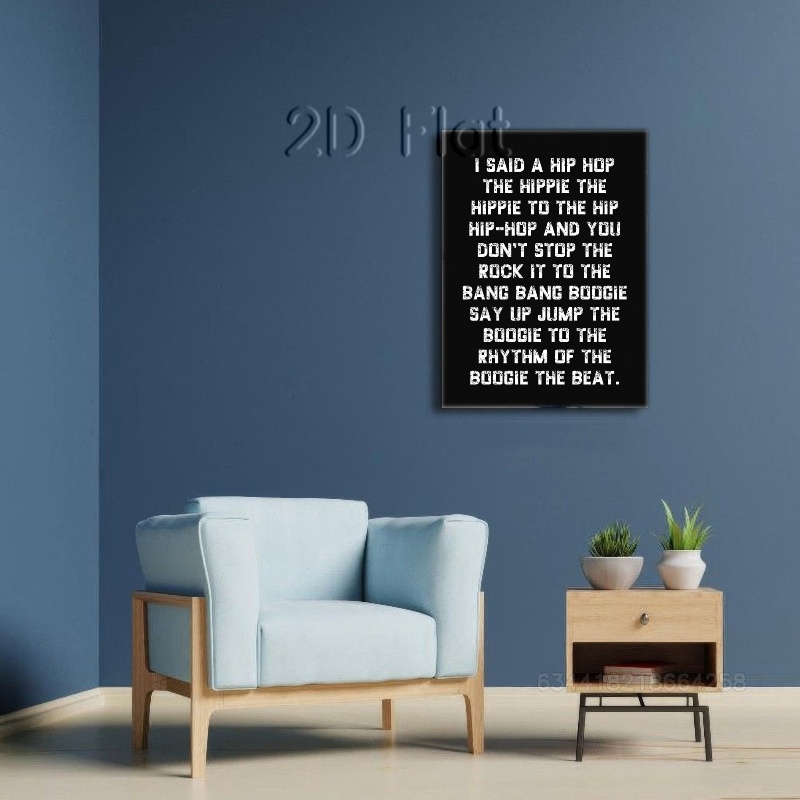 2D Flat
I SAID A HIP HOP
THE HIPPIE THE
HIPPIE TO THE HIP
HIP-HOP AND YOU
DON'T STOP THE
ROCK IT TO THE
BANG BANG BOOGIE
SAY UP JUMP THE
BOOGIE TO THE
RHYTHM OF THE
BOOGIE THE BEAT.